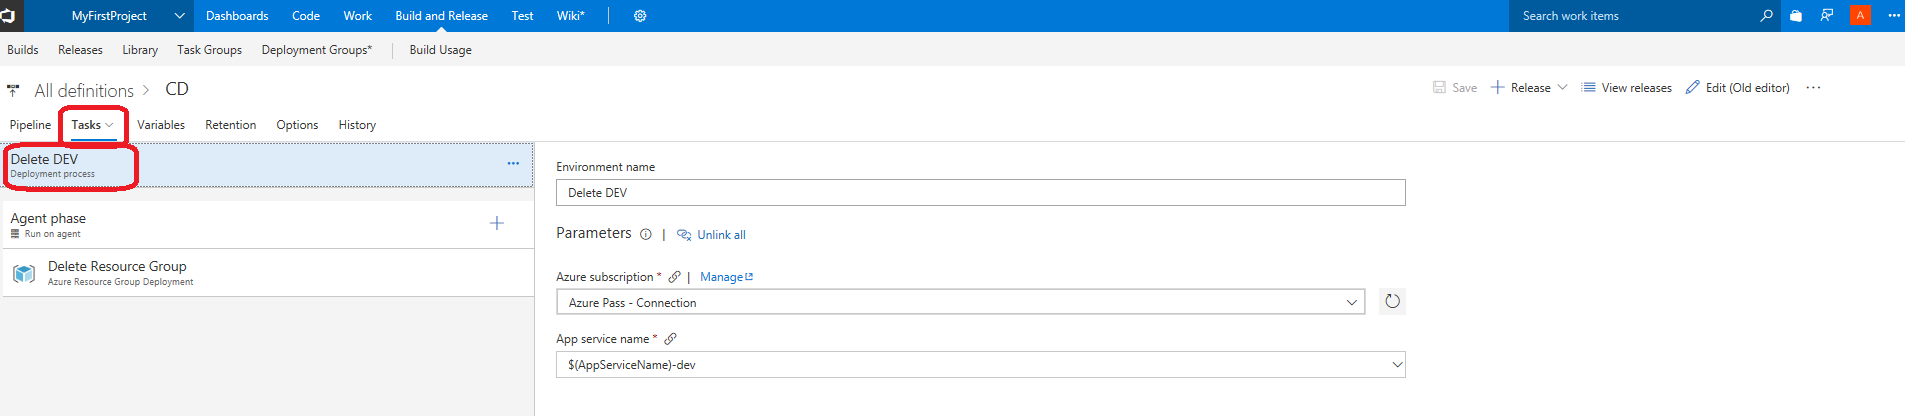 MyFirstProject Dashboards Code Work Build and Release Test Wiki* Search work items A
Builds Releases Library Task Groups Deployment Groups* Build Usage
All definitions > CD
Save Release View releases Edit (Old editor)
Pipeline Tasks Variables Retention Options History
Delete DEV
Deployment process
Agent phase
Run on agent
Delete Resource Group
Azure Resource Group Deployment
Environment name
Delete DEV
Parameters | Unlink all
Azure subscription * | Manage
Azure Pass - Connection
App service name *
$(AppServiceName)-dev